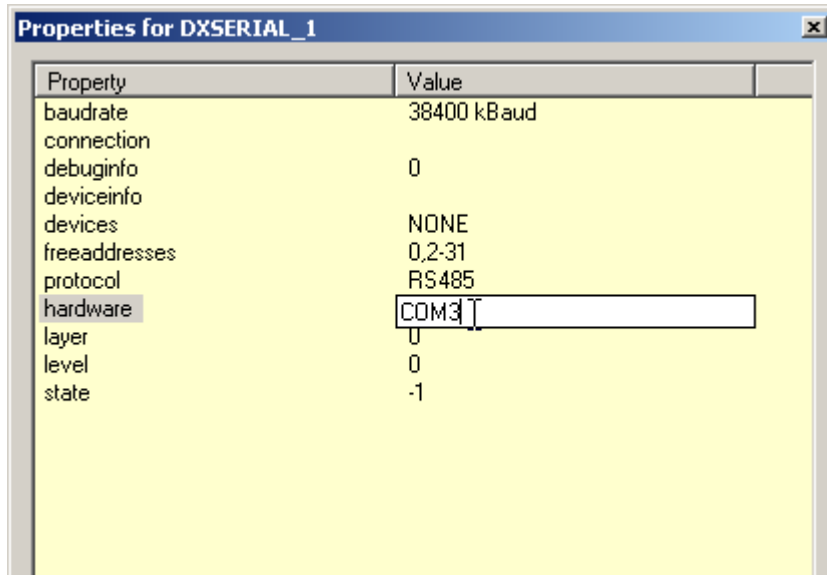 Properties for DXSERIAL_1
Property Value
baudrate 38400 kBaud
connection
debuginfo 0
deviceinfo
devices NONE
freeaddresses 0,2-31
protocol RS485
hardware COM3
layer 0
level 0
state -1